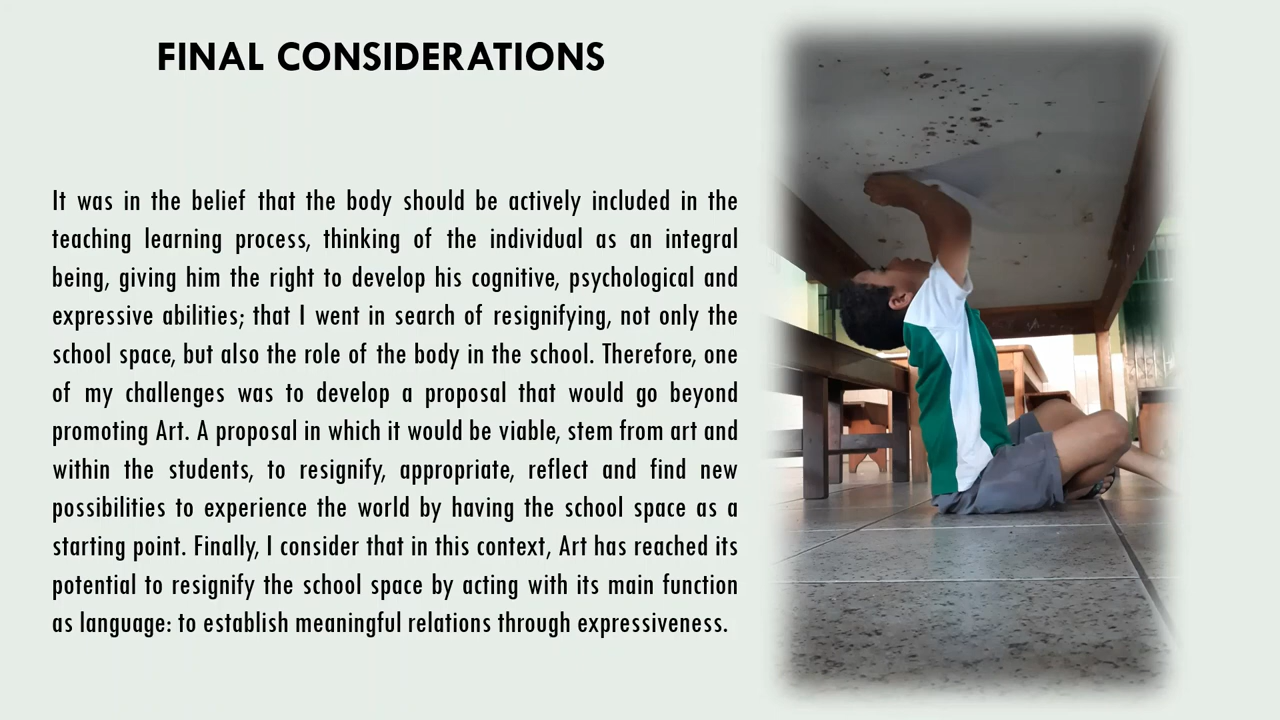 FINAL CONSIDERATIONS
It was in the belief that the body should be actively included in the
teaching learning process, thinking of the individual as an integral
being, giving him the right to develop his cognitive, psychological and
expressive abilities; that I went in search of resignifying, not only the
school space, but also the role of the body in the school. Therefore, one
of my challenges was to develop a proposal that would go beyond
promoting Art. A proposal in which it would be viable, stem from art and
within the students, to resignify, appropriate, reflect and find new
possibilities to experience the world by having the school space as a
starting point. Finally, I consider that in this context, Art has reached its
potential to resignify the school space by acting with its main function
as language: to establish meaningful relations through expressiveness.